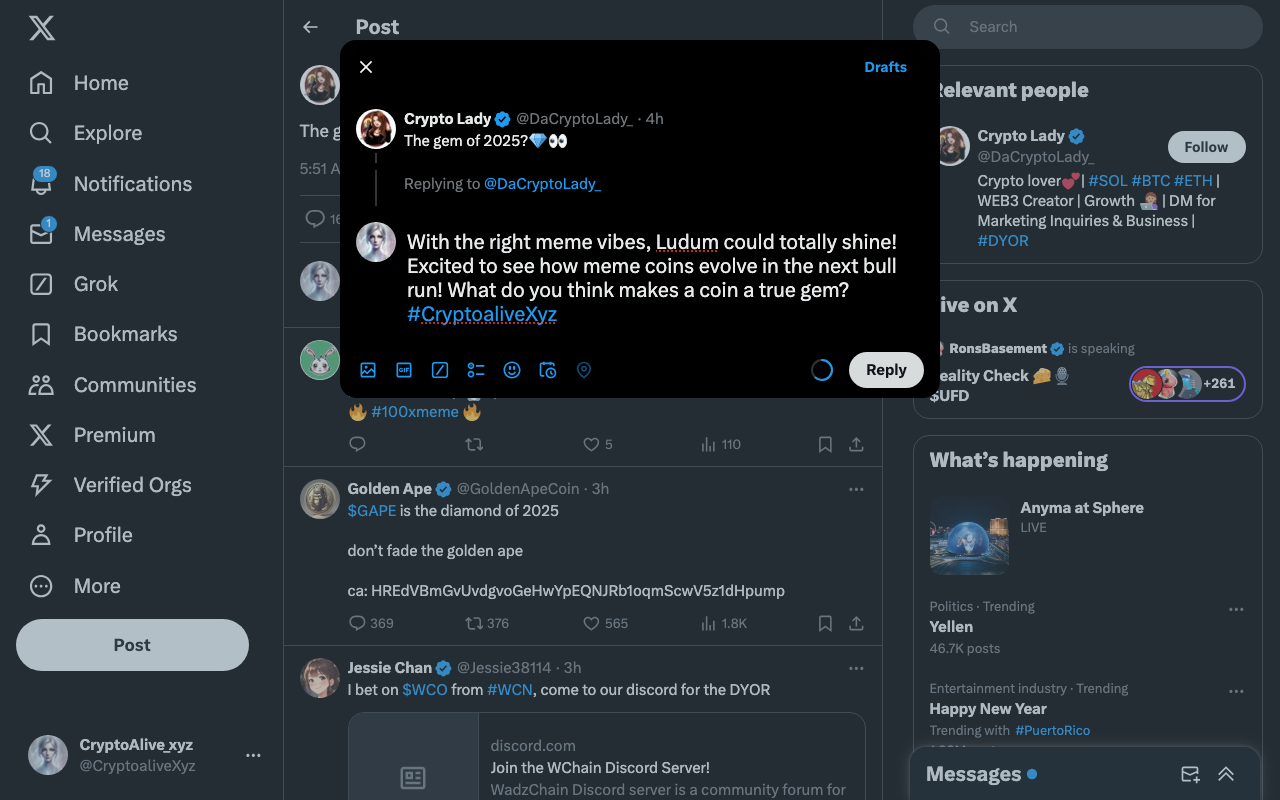 Home
Explore
18
Notifications
1
Messages
Grok
Bookmarks
Communities
Premium
Verified Orgs
Profile
More
Post
CryptoAlive_xyz
@CryptoaliveXyz
Post
The g
5:51 A
16
Drafts
Crypto Lady @DaCryptoLady_ · 4h
The gem of 2025?💎👀
Replying to @DaCryptoLady_
With the right meme vibes, Ludum could totally shine!
Excited to see how meme coins evolve in the next bull
run! What do you think makes a coin a true gem?
#CryptoaliveXyz
GIF
Reply
🔥 #100xmeme 🔥
5
110
Golden Ape @GoldenApeCoin · 3h
$GAPE is the diamond of 2025
don’t fade the golden ape
ca: HREdVBmGvUvdgvoGeHwYpEQNJRb1oqmScwV5z1dHpump
369
376
565
1.8K
Jessie Chan @Jessie38114 · 3h
I bet on $WCO from #WCN, come to our discord for the DYOR
discord.com
Join the WChain Discord Server!
WadzChain Discord server is a community forum for
Search
Relevant people
Crypto Lady
@DaCryptoLady_
Follow
Crypto lover💕| #SOL #BTC #ETH |
WEB3 Creator | Growth 👩🏽‍💻 | DM for
Marketing Inquiries & Business |
#DYOR
ive on X
RonsBasement is speaking
eality Check 🧀🎙️
$UFD
+261
What’s happening
Anyma at Sphere
LIVE
Politics · Trending
Yellen
46.7K posts
Entertainment industry · Trending
Happy New Year
Trending with #PuertoRico
Messages